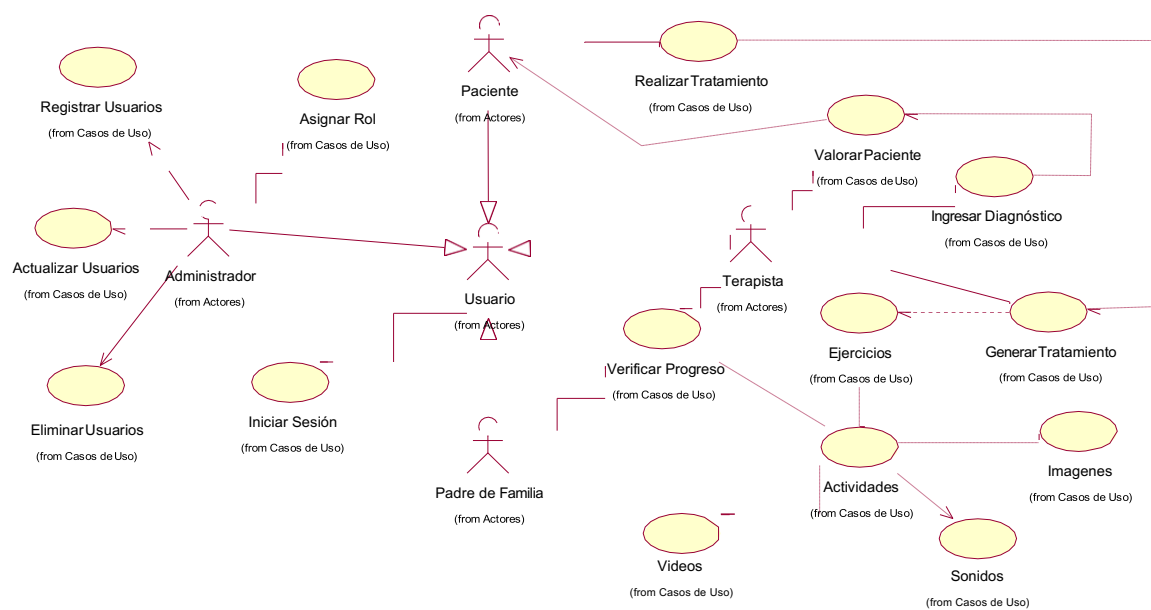 Paciente
(from Actores)
Realizar Tratamiento
(from Casos de Uso)
Registrar Usuarios
(from Casos de Uso)
Asignar Rol
(from Casos de Uso)
Valorar Paciente
(from Casos de Uso)
Ingresar Diagnóstico
(from Casos de Uso)
Actualizar Usuarios
(from Casos de Uso)
Administrador
(from Actores)
Usuario
(from Actores)
Terapista
(from Actores)
Verificar Progreso
(from Casos de Uso)
Ejercicios
(from Casos de Uso)
Generar Tratamiento
(from Casos de Uso)
Eliminar Usuarios
(from Casos de Uso)
Iniciar Sesión
(from Casos de Uso)
Padre de Familia
(from Actores)
Actividades
(from Casos de Uso)
Imagenes
(from Casos de Uso)
Videos
(from Casos de Uso)
Sonidos
(from Casos de Uso)